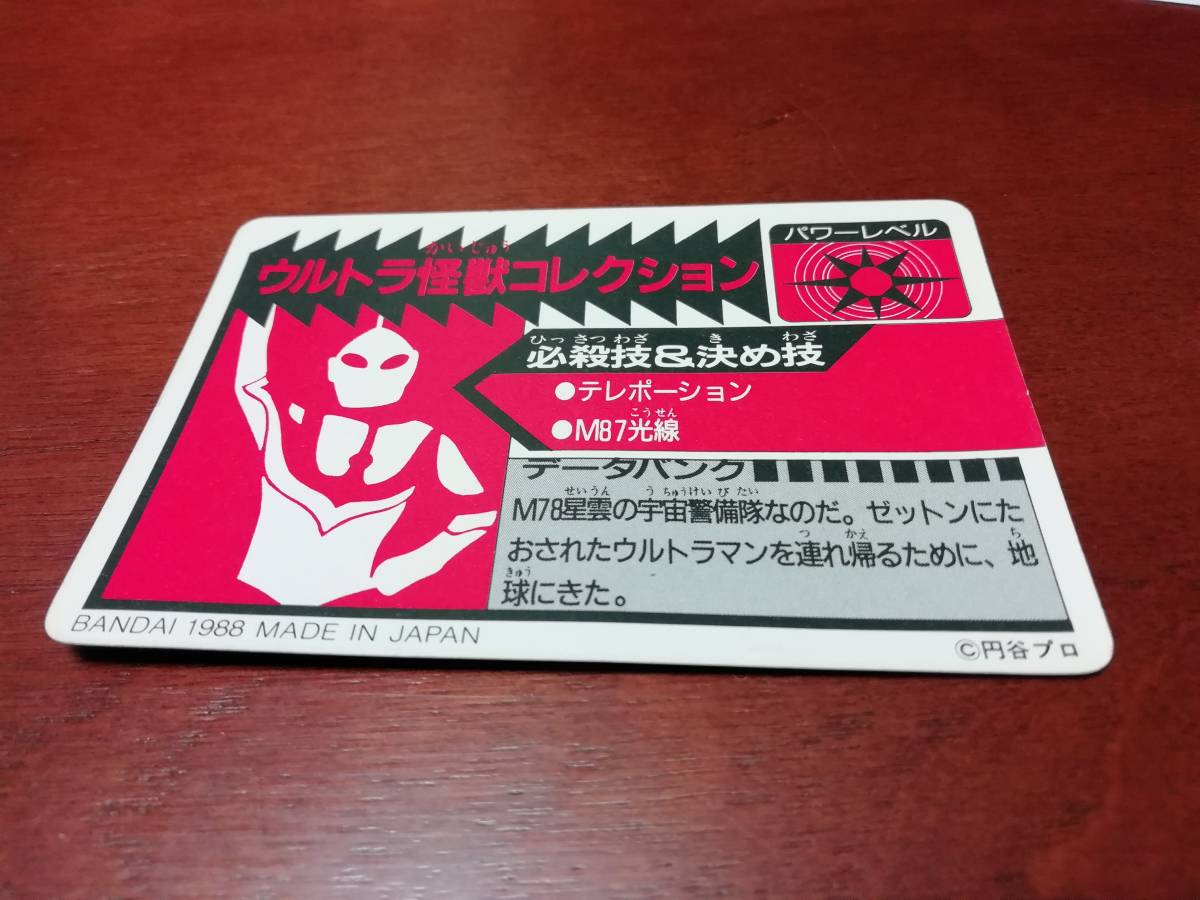 かいじゅう
ウルトラ怪獣コレクション
パワーレベル
ひっさつわざ き わざ
必殺技&決め技
●テレポーション
こうせん
●M87光線
データバンク
せいうん うちゅうけいびたい
M78星雲の宇宙警備隊なのだ。ゼットンにた
つ かえ ち
おされたウルトラマンを連れ帰るために、地
きゅう
球にきた。
BANDAI 1988 MADE IN JAPAN
©円谷プロ